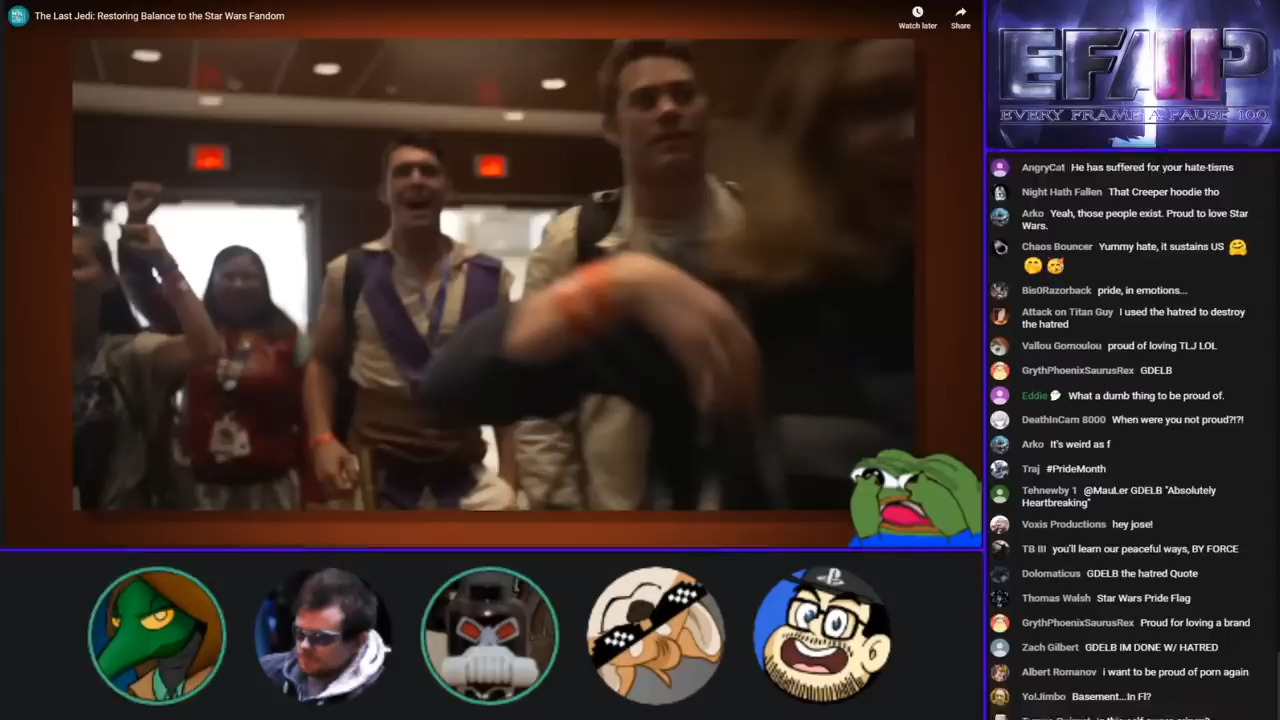 The Last Jedi: Restoring Balance to the Star Wars Fandom
Watch later
Share
EFAP
EVERY FRAME A PAUSE 100
AngryCat He has suffered for your hate-tisms
Night Hath Fallen That Creeper hoodie tho
Arko Yeah, those people exist. Proud to love Star
Wars.
Chaos Bouncer Yummy hate, it sustains US
Bis0Razorback pride, in emotions...
Attack on Titan Guy I used the hatred to destroy
the hatred
Vallou Gomoulou proud of loving TLJ LOL
GrythPhoenixSaurusRex GDELB
Eddie What a dumb thing to be proud of.
DeathInCam 8000 When were you not proud?!?!
Arko It's weird as f
Traj #PrideMonth
Tehnewby 1 @MauLer GDELB "Absolutely
Heartbreaking"
Voxis Productions hey jose!
TB III you'll learn our peaceful ways, BY FORCE
Dolomaticus GDELB the hatred Quote
Thomas Walsh Star Wars Pride Flag
GrythPhoenixSaurusRex Proud for loving a brand
Zach Gilbert GDELB IM DONE W/ HATRED
Albert Romanov i want to be proud of porn again
Yo!Jimbo Basement...In Fl?